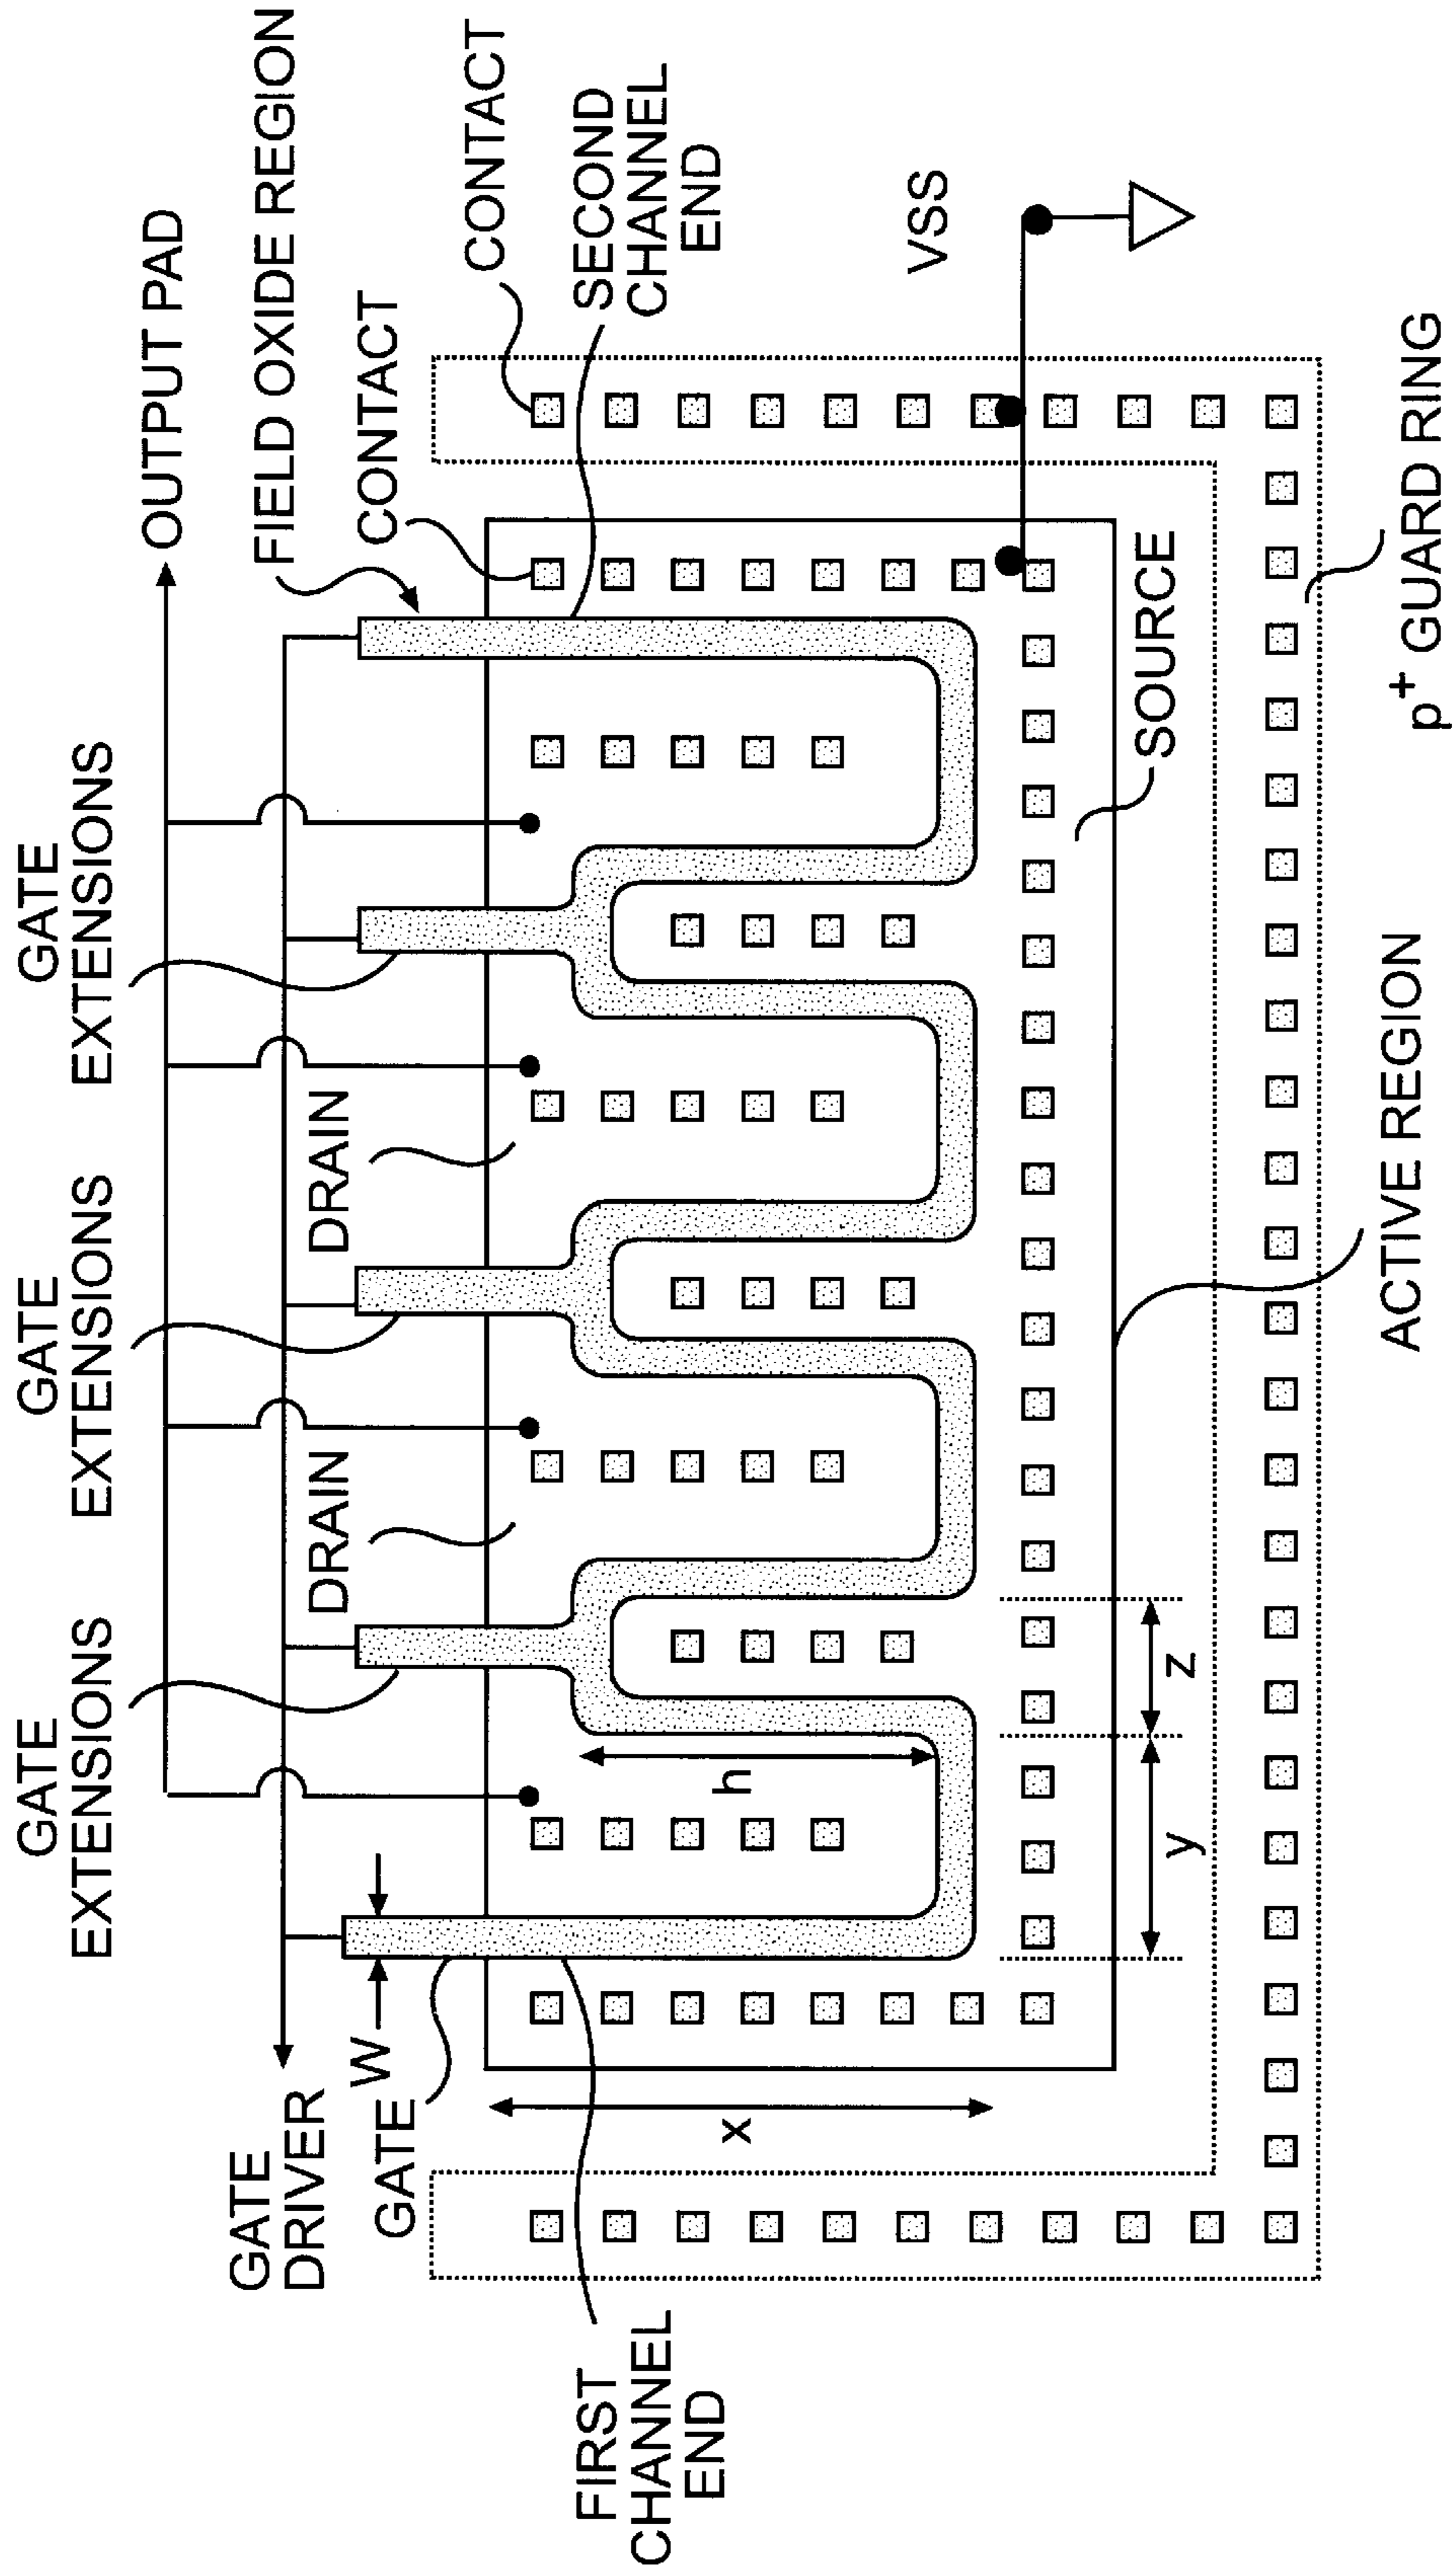 GATE
EXTENSIONS
GATE
EXTENSIONS
GATE
EXTENSIONS
OUTPUT PAD
GATE
DRIVER
FIELD OXIDE REGION
DRAIN
DRAIN
CONTACT
W
GATE
CONTACT
FIRST
CHANNEL
END
SECOND
CHANNEL
END
h
x
VSS
y
z
SOURCE
ACTIVE REGION
p+ GUARD RING